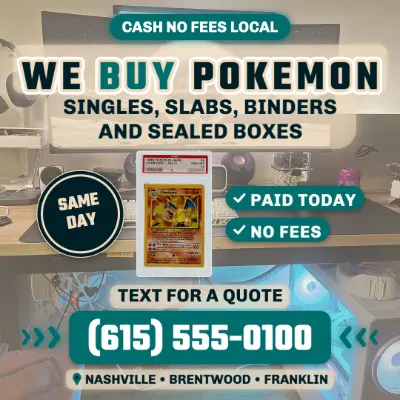 CASH NO FEES LOCAL
WE BUY POKEMON
SINGLES, SLABS, BINDERS
AND SEALED BOXES
SAME
DAY
PAID TODAY
NO FEES
TEXT FOR A QUOTE
(615) 555-0100
NASHVILLE • BRENTWOOD • FRANKLIN